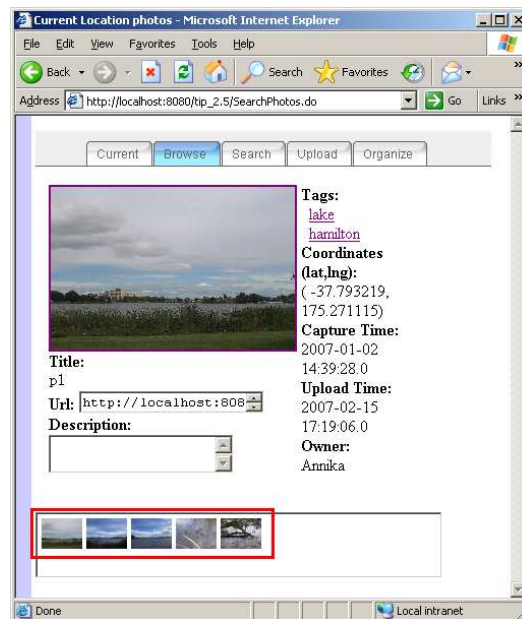 Current Location photos - Microsoft Internet Explorer
File Edit View Favorites Tools Help
Back Search Favorites »
Address http://localhost:8080/tip_2.5/SearchPhotos.do Go Links »
Current Browse Search Upload Organize
Tags:
lake
hamilton
Coordinates
(lat,lng):
( -37.793219,
175.271115)
Capture Time:
2007-01-02
14:39:28.0
Upload Time:
2007-02-15
17:19:06.0
Owner:
Annika
Title:
p1
Url: http://localhost:808
Description:
Done Local intranet